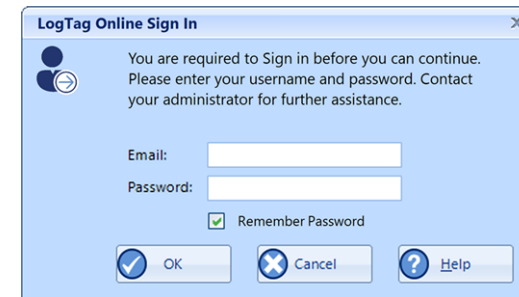 LogTag Online Sign In
You are required to Sign in before you can continue.
Please enter your username and password. Contact
your administrator for further assistance.
Email:
Password:
Remember Password
OK Cancel Help